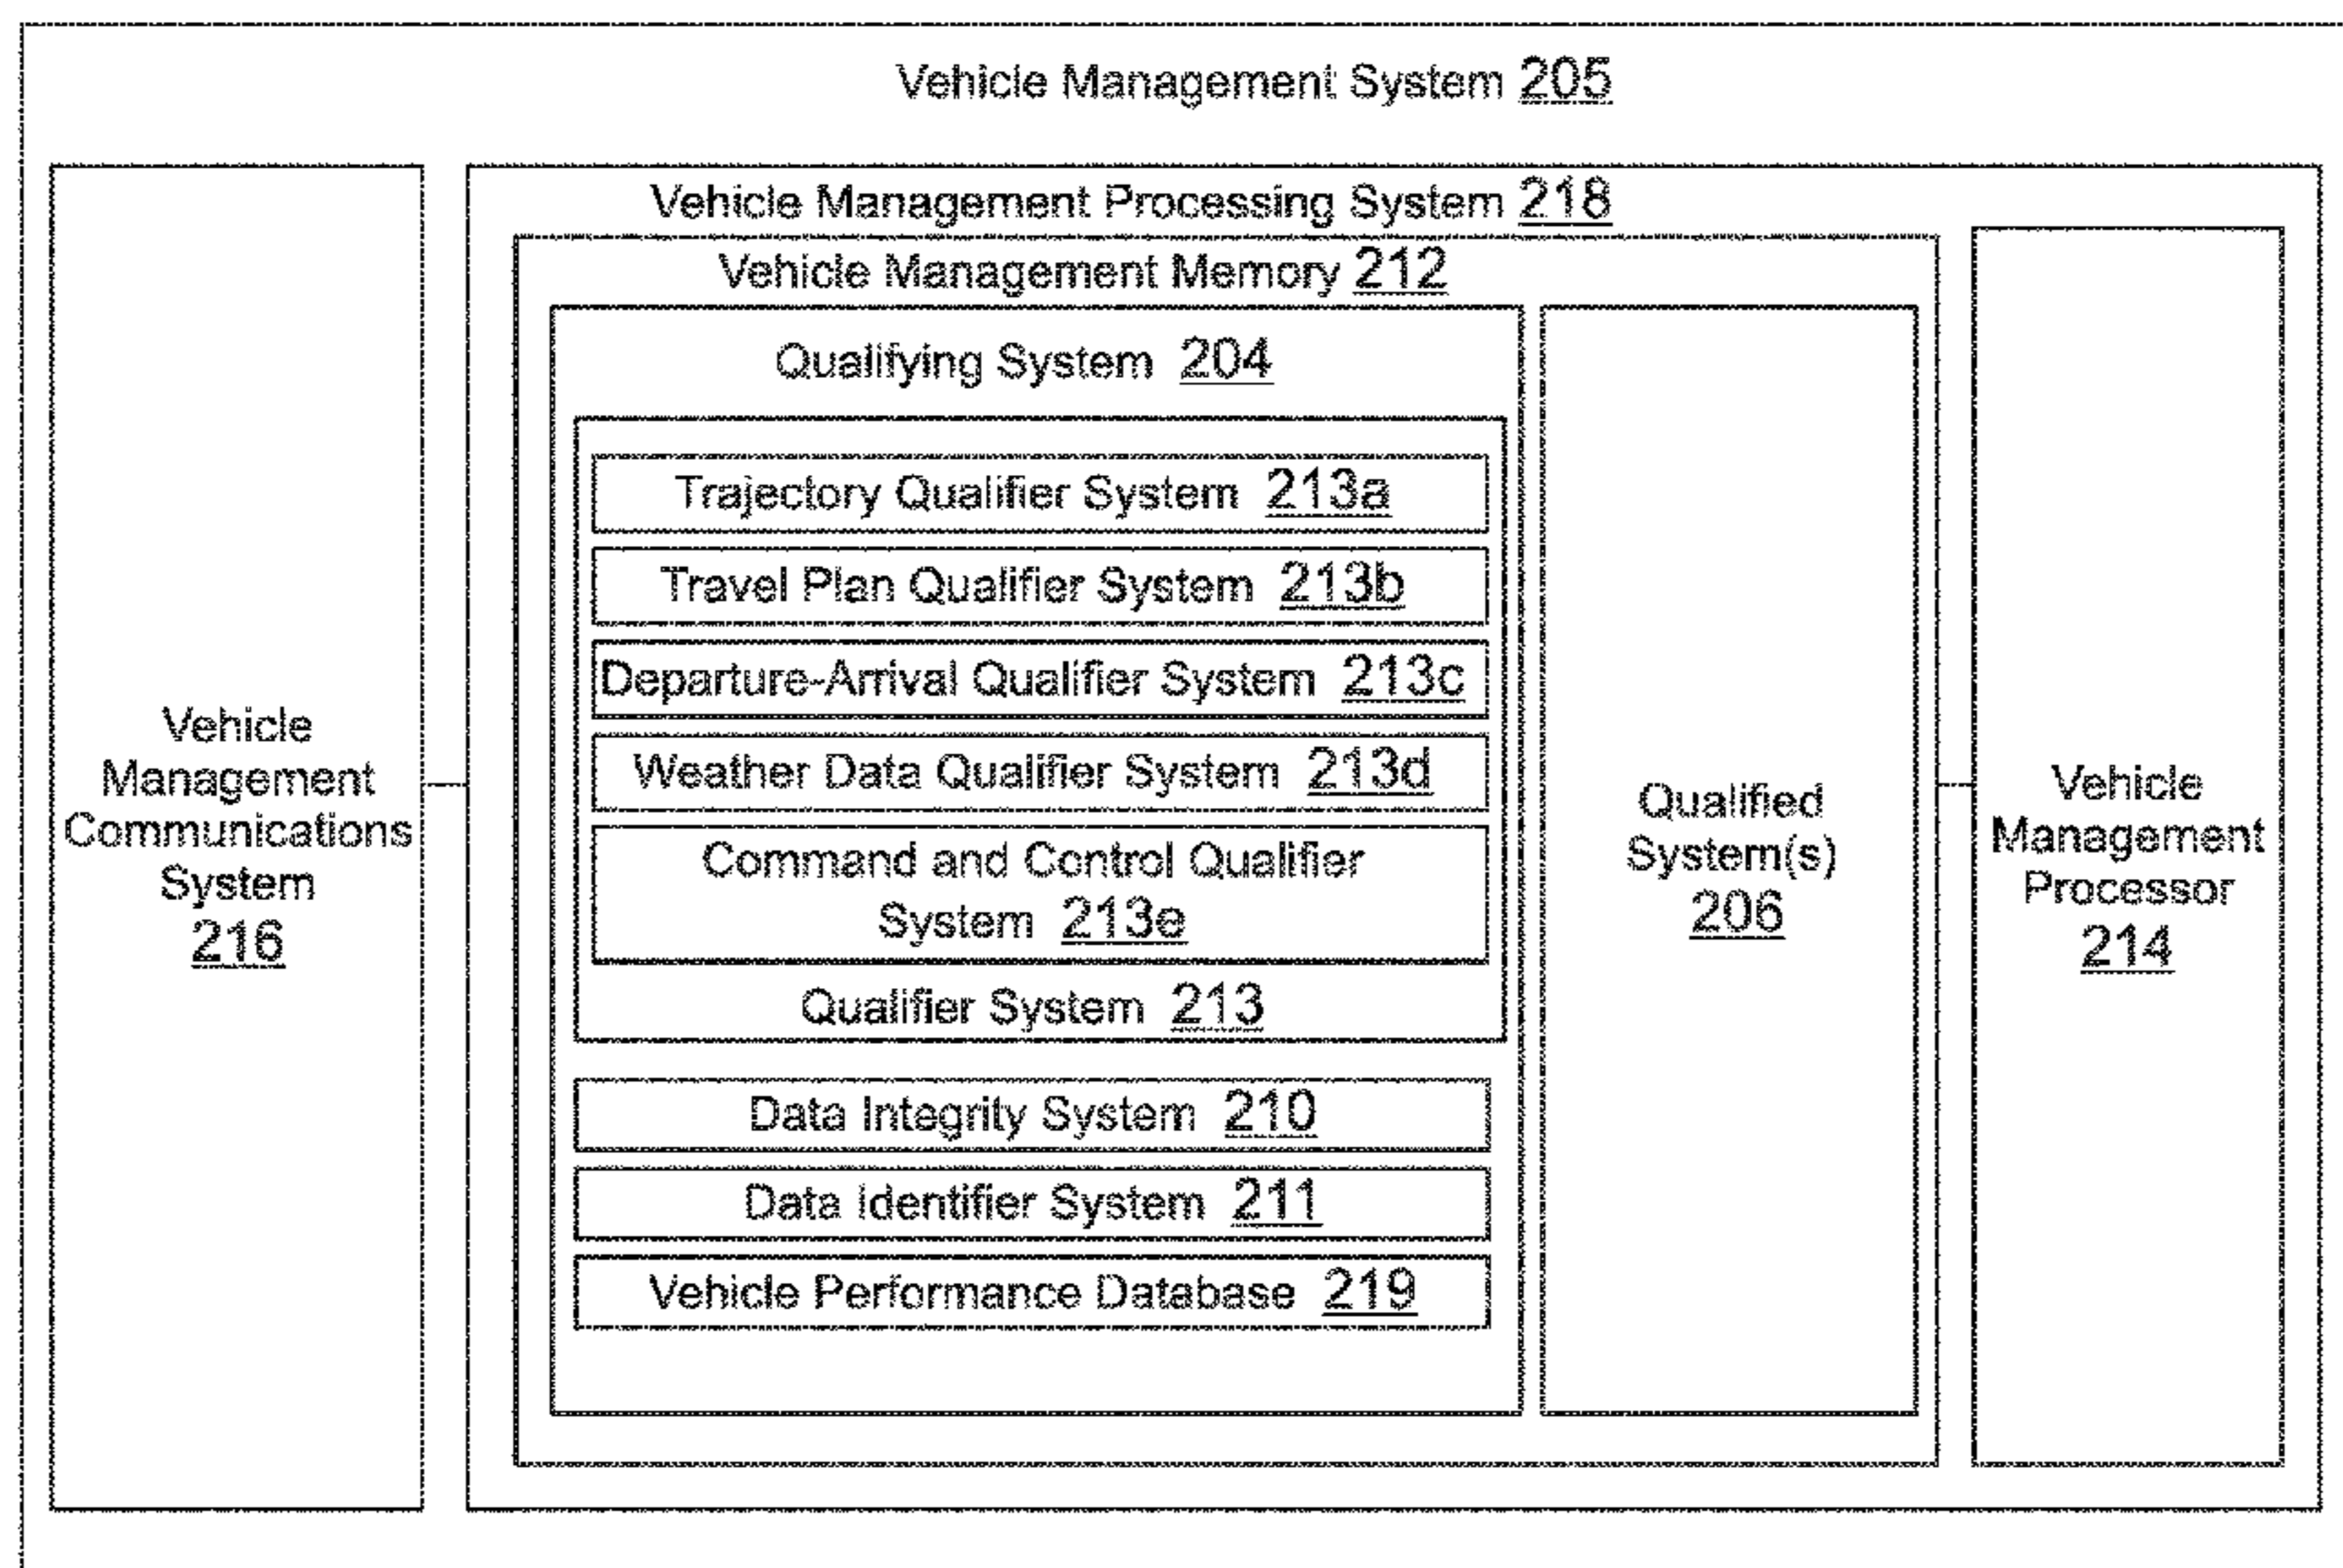 Vehicle Management System 205
Vehicle Management Processing System 218
Vehicle Management Memory 212
Qualifying System 204
Trajectory Qualifier System 213a
Travel Plan Qualifier System 213b
Departure-Arrival Qualifier System 213c
Weather Data Qualifier System 213d
Command and Control Qualifier
System 213e
Qualifier System 213
Data Integrity System 210
Data Identifier System 211
Vehicle Performance Database 219
Vehicle
Management
Communications
System
216
Qualified
System(s)
206
Vehicle
Management
Processor
214